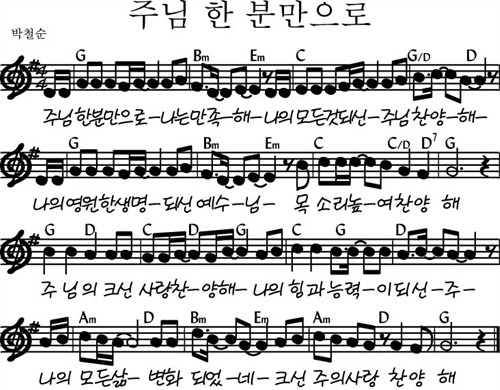 주님 한 분만으로
박철순
G G Bm Em C G/D D
주님한분만으로-나는만족-해-나의모든것되신-주님찬양-해-
G Bm Em C C/D D7 G
나의영원한생명-되신예수-님- 목소리높-여찬양 해
G D C G D Em C G D
주 님의크신 사랑찬-양해-나의힘과능력-이되신-주-
G Am D Bm Em Am D G
나의 모든삶- 변화 되었-네-크신 주의사랑 찬양 해